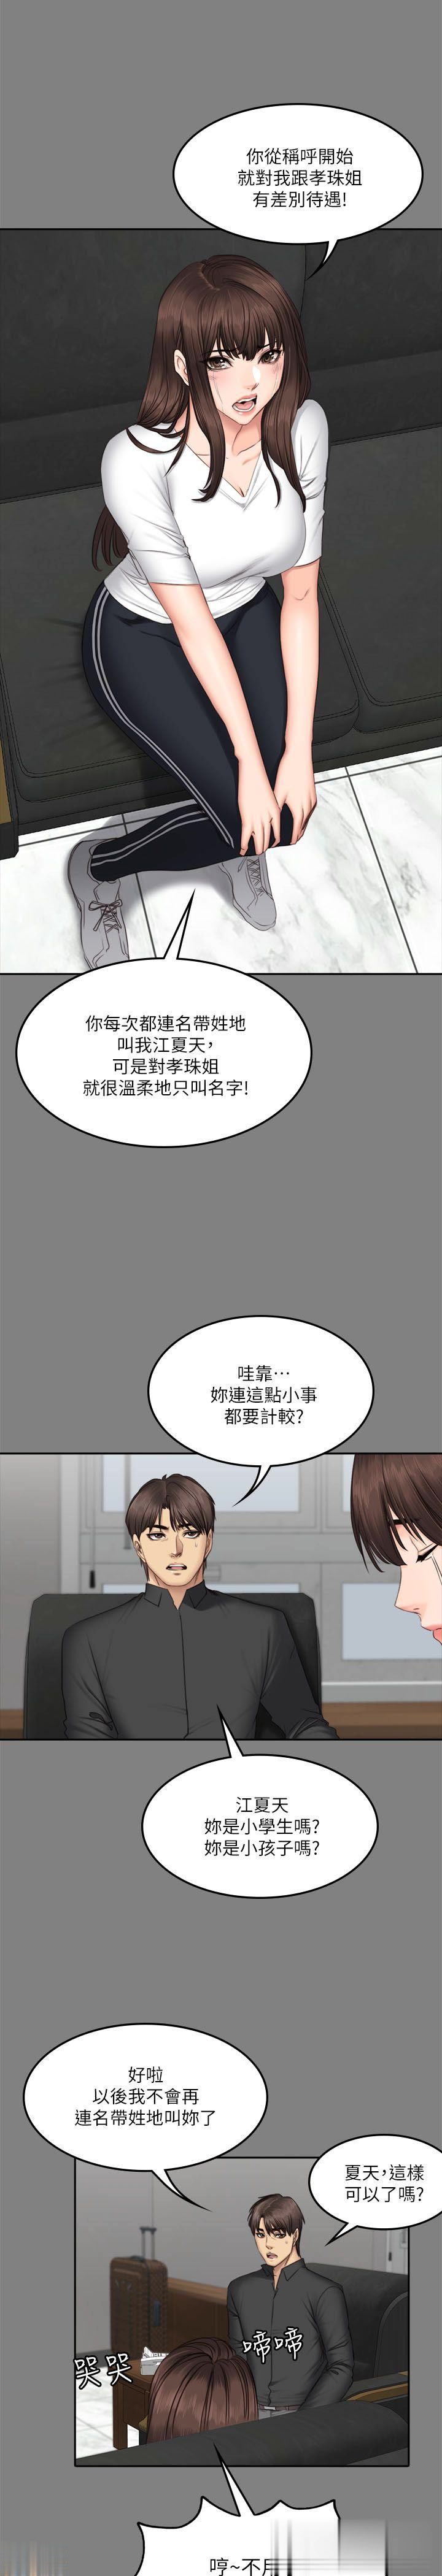 你從稱呼開始
就對我跟孝珠姐
有差別待遇!
你每次都連名帶姓地
叫我江夏天,
可是對孝珠姐
就很溫柔地只叫名字!
哇靠…
妳連這點小事
都要計較?
江夏天
妳是小學生嗎?
妳是小孩子嗎?
好啦
以後我不會再
連名帶姓地叫妳了
夏天,這樣
可以了嗎?
啼啼
哭哭
哼~不用